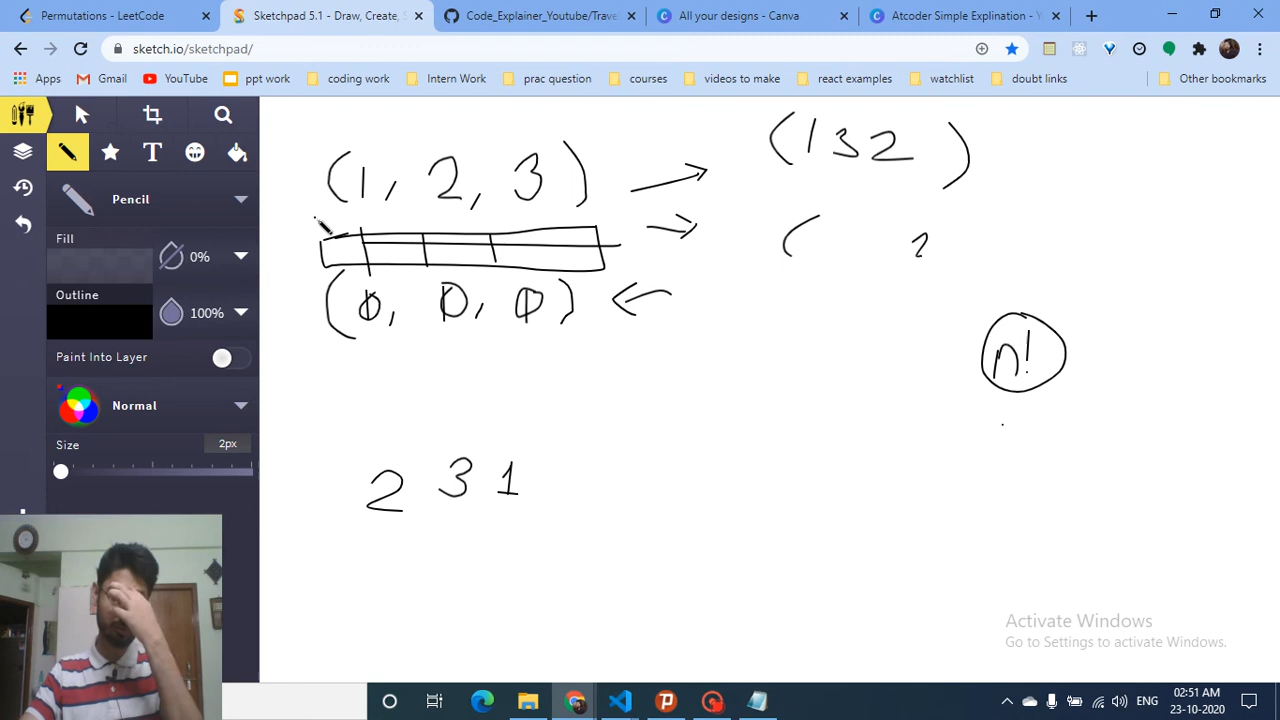 Permutations - LeetCode
Sketchpad 5.1 - Draw, Create, S
Code_Explainer_Youtube/Trave
All your designs - Canva
Atcoder Simple Explination - Y
sketch.io/sketchpad/
Apps
Gmail
YouTube
ppt work
coding work
Intern Work
prac question
courses
videos to make
react examples
watchlist
doubt links
Other bookmarks
Pencil
Fill
0%
Outline
100%
Paint Into Layer
Normal
Size
2px
(1, 2, 3)
(1 3 2 )
( 2
(0, 0, 0)
n!
2 3 1
Activate Windows
Go to Settings to activate Windows.
ENG
02:51 AM
23-10-2020